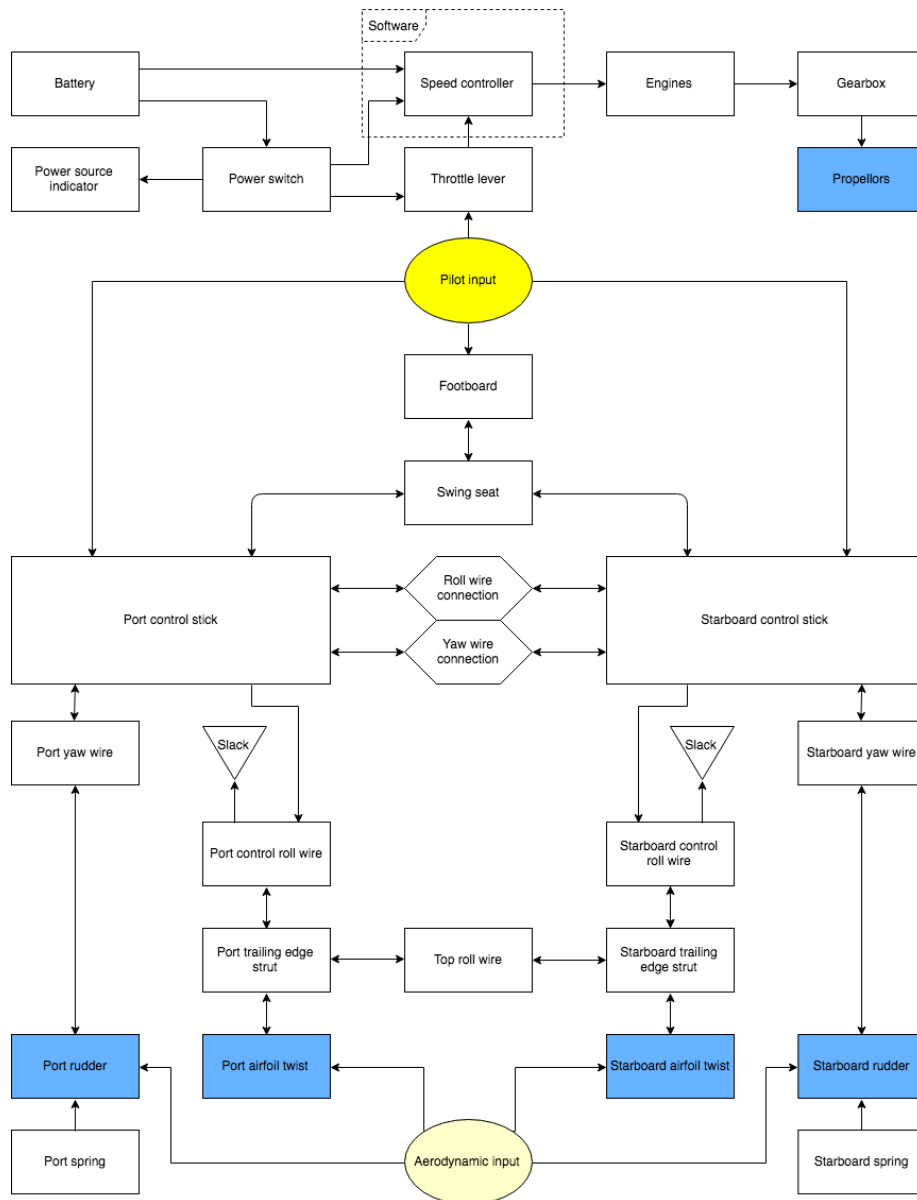 Software
Battery
Speed controller
Engines
Gearbox
Power source
indicator
Power switch
Throttle lever
Propellors
Pilot input
Footboard
Swing seat
Port control stick
Roll wire
connection
Yaw wire
connection
Starboard control stick
Port yaw wire
Slack
Slack
Starboard yaw wire
Port control roll wire
Starboard control
roll wire
Port trailing edge
strut
Top roll wire
Starboard trailing
edge strut
Port rudder
Port airfoil twist
Starboard airfoil twist
Starboard rudder
Port spring
Aerodynamic input
Starboard spring